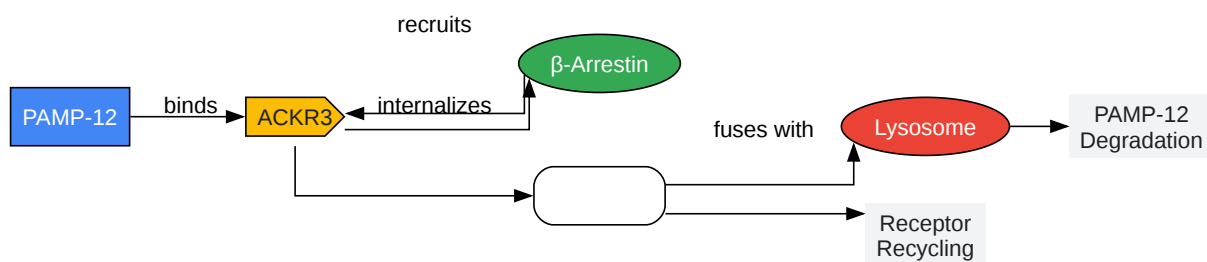 recruits
β-Arrestin
PAMP-12
binds
ACKR3
internalizes
fuses with
Lysosome
PAMP-12
Degradation
Receptor
Recycling